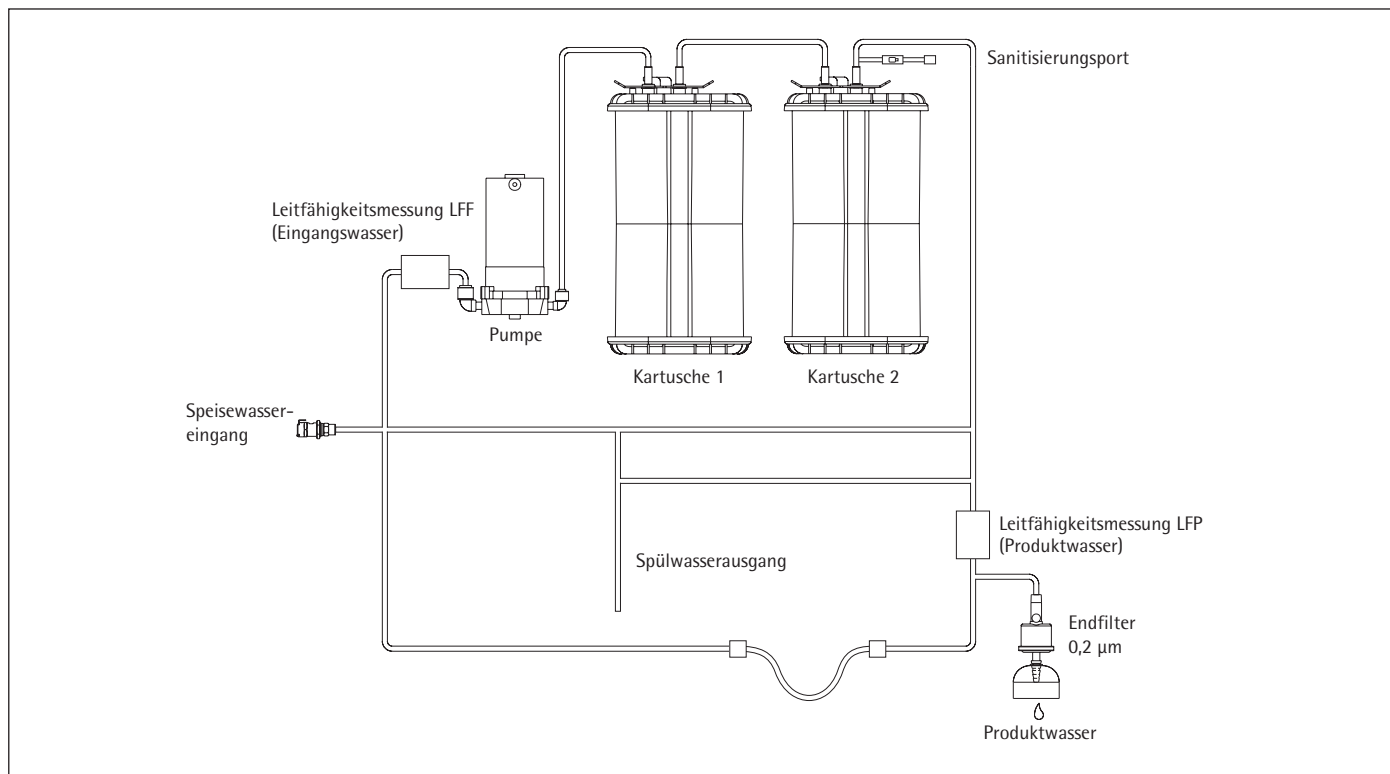 Sanitisierungsport
Leitfähigkeitsmessung LFF
(Eingangswasser)
Pumpe
Kartusche 1
Kartusche 2
Speisewasser-
eingang
Leitfähigkeitsmessung LFP
(Produktwasser)
Spülwasserausgang
Endfilter
0,2 µm
Produktwasser